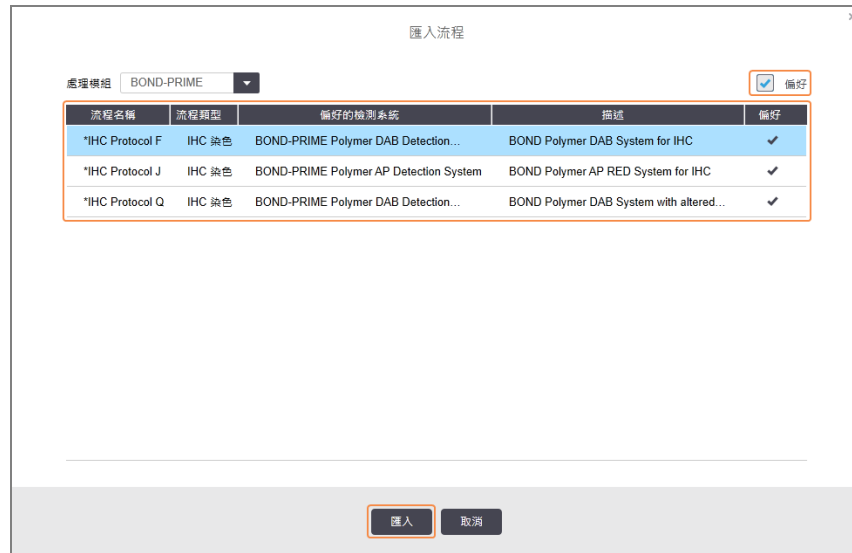 匯入流程
處理模組 BOND-PRIME 偏好
流程名稱 流程類型 偏好的檢測系統 描述 偏好
*IHC Protocol F IHC 染色 BOND-PRIME Polymer DAB Detection... BOND Polymer DAB System for IHC ✔
*IHC Protocol J IHC 染色 BOND-PRIME Polymer AP Detection System BOND Polymer AP RED System for IHC ✔
*IHC Protocol Q IHC 染色 BOND-PRIME Polymer DAB Detection... BOND Polymer DAB System with altered... ✔
匯入 取消